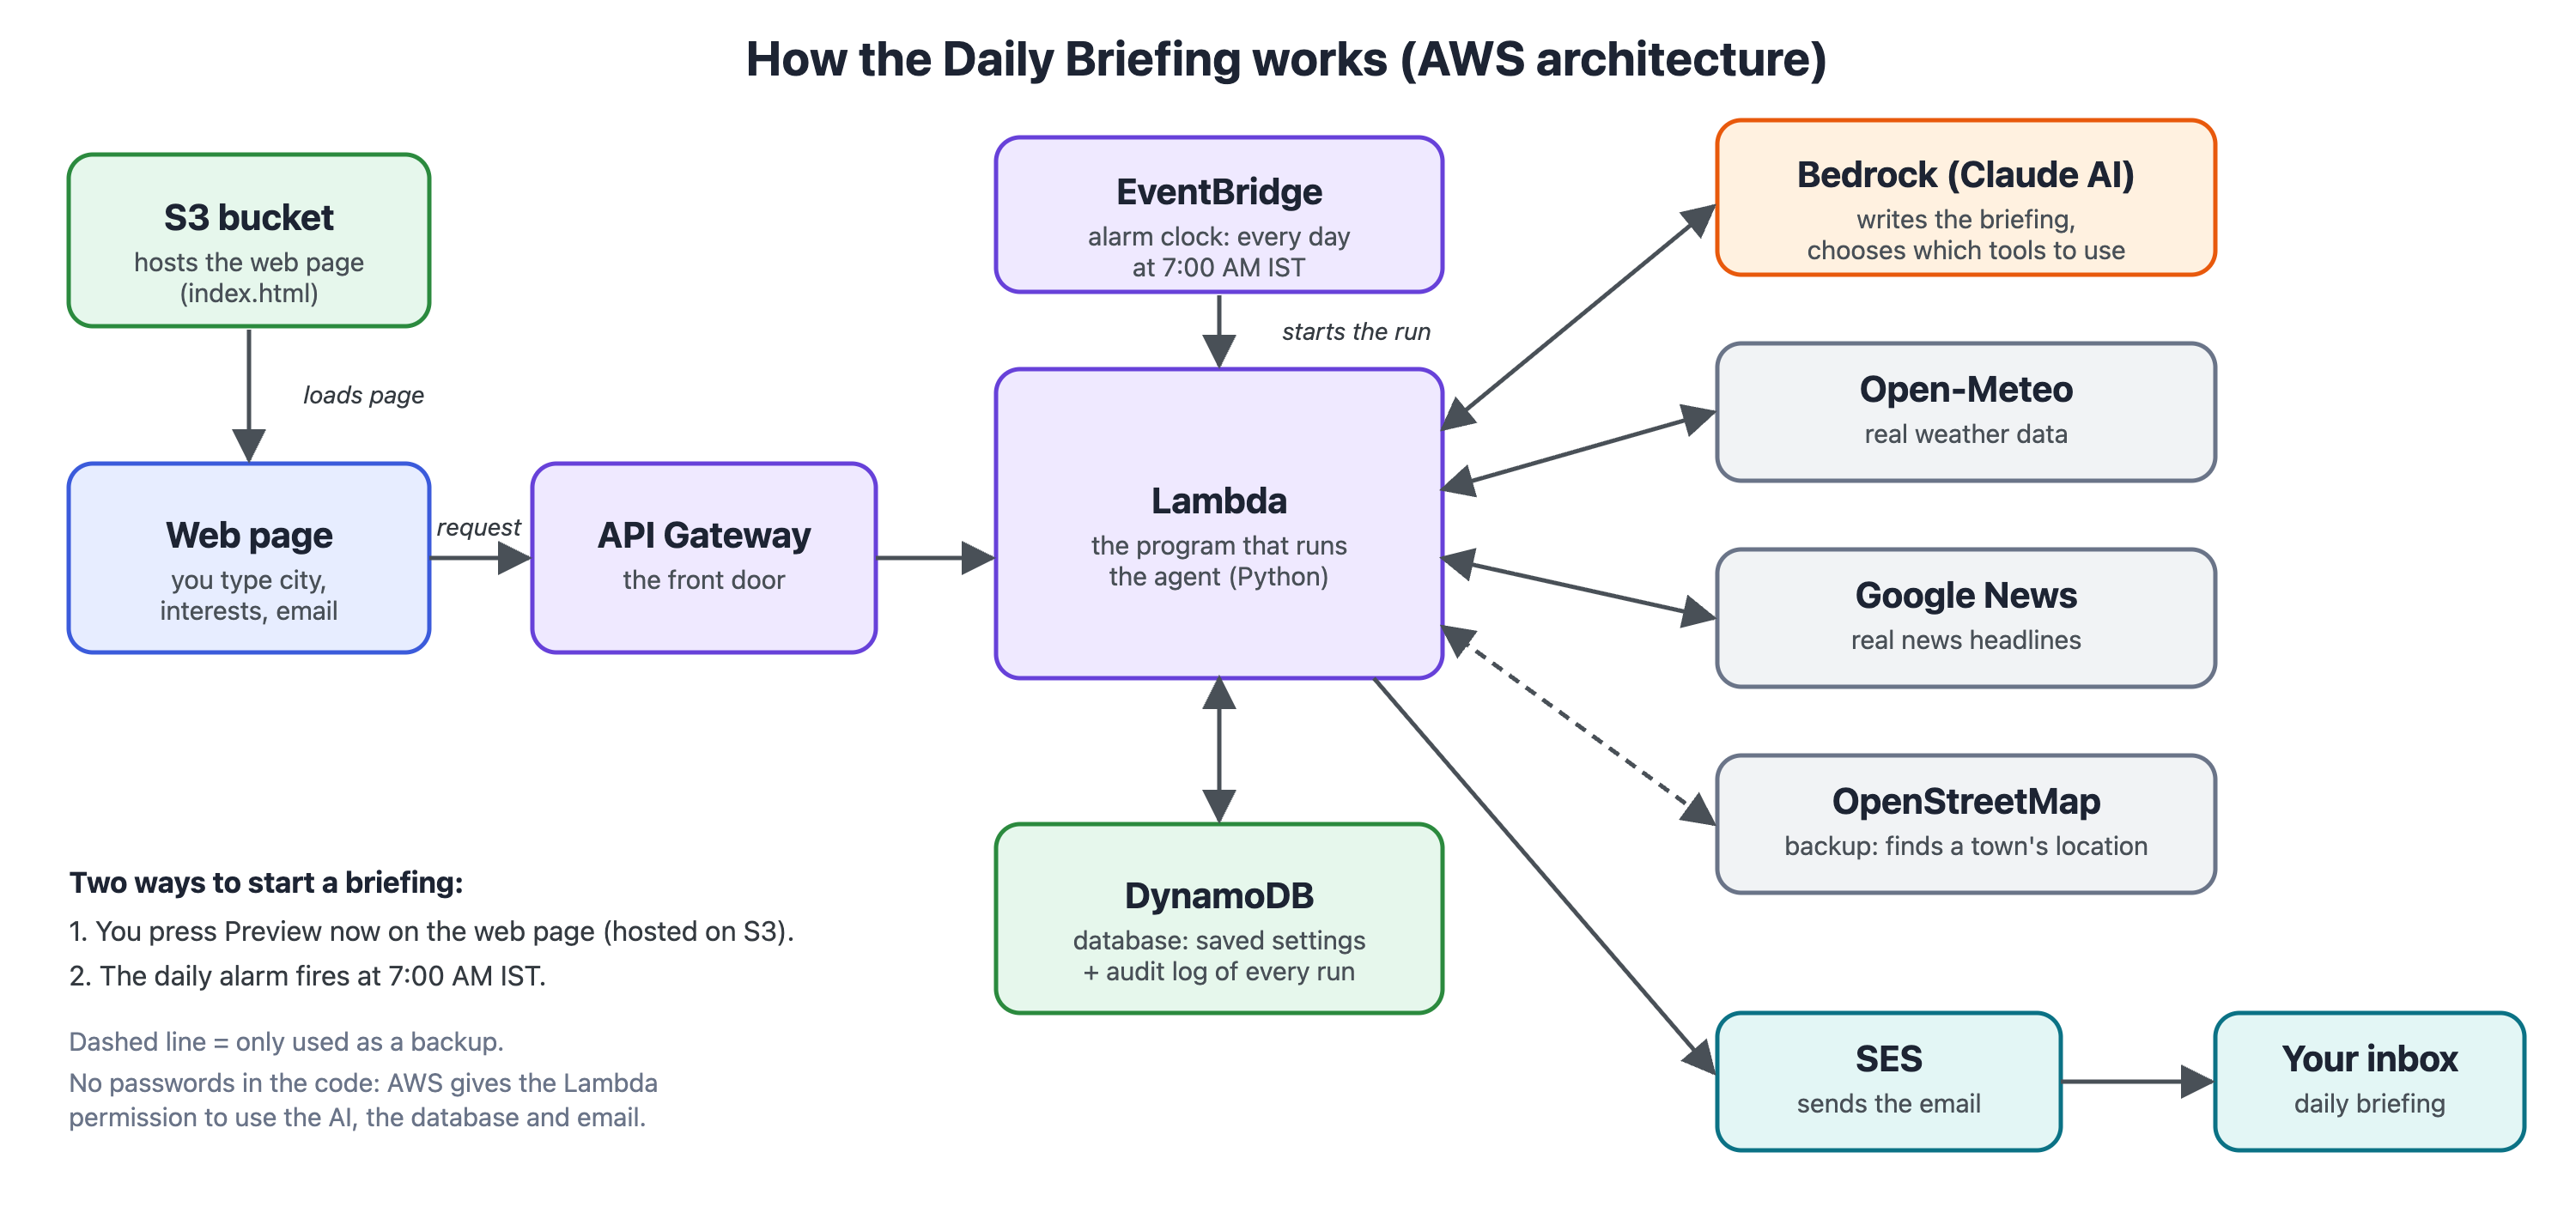 How the Daily Briefing works (AWS architecture)
S3 bucket
hosts the web page
(index.html)
loads page
Web page
you type city,
interests, email
request
API Gateway
the front door
EventBridge
alarm clock: every day
at 7:00 AM IST
starts the run
Lambda
the program that runs
the agent (Python)
DynamoDB
database: saved settings
+ audit log of every run
Bedrock (Claude AI)
writes the briefing,
chooses which tools to use
Open-Meteo
real weather data
Google News
real news headlines
OpenStreetMap
backup: finds a town's location
SES
sends the email
Your inbox
daily briefing
Two ways to start a briefing:
1. You press Preview now on the web page (hosted on S3).
2. The daily alarm fires at 7:00 AM IST.
Dashed line = only used as a backup.
No passwords in the code: AWS gives the Lambda
permission to use the AI, the database and email.